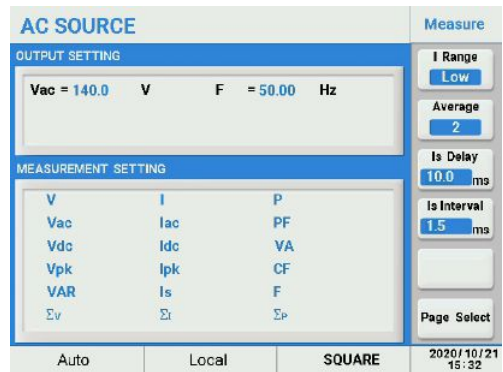 AC SOURCE
Measure
OUTPUT SETTING
Vac = 140.0 V F = 50.00 Hz
MEASUREMENT SETTING
V I P
Vac Iac PF
Vdc Idc VA
Vpk Ipk CF
VAR Is F
Σv ΣI ΣP
I Range
Low
Average
2
Is Delay
10.0 ms
Is Interval
1.5 ms
Page Select
Auto Local SQUARE 2020/10/21
15:32